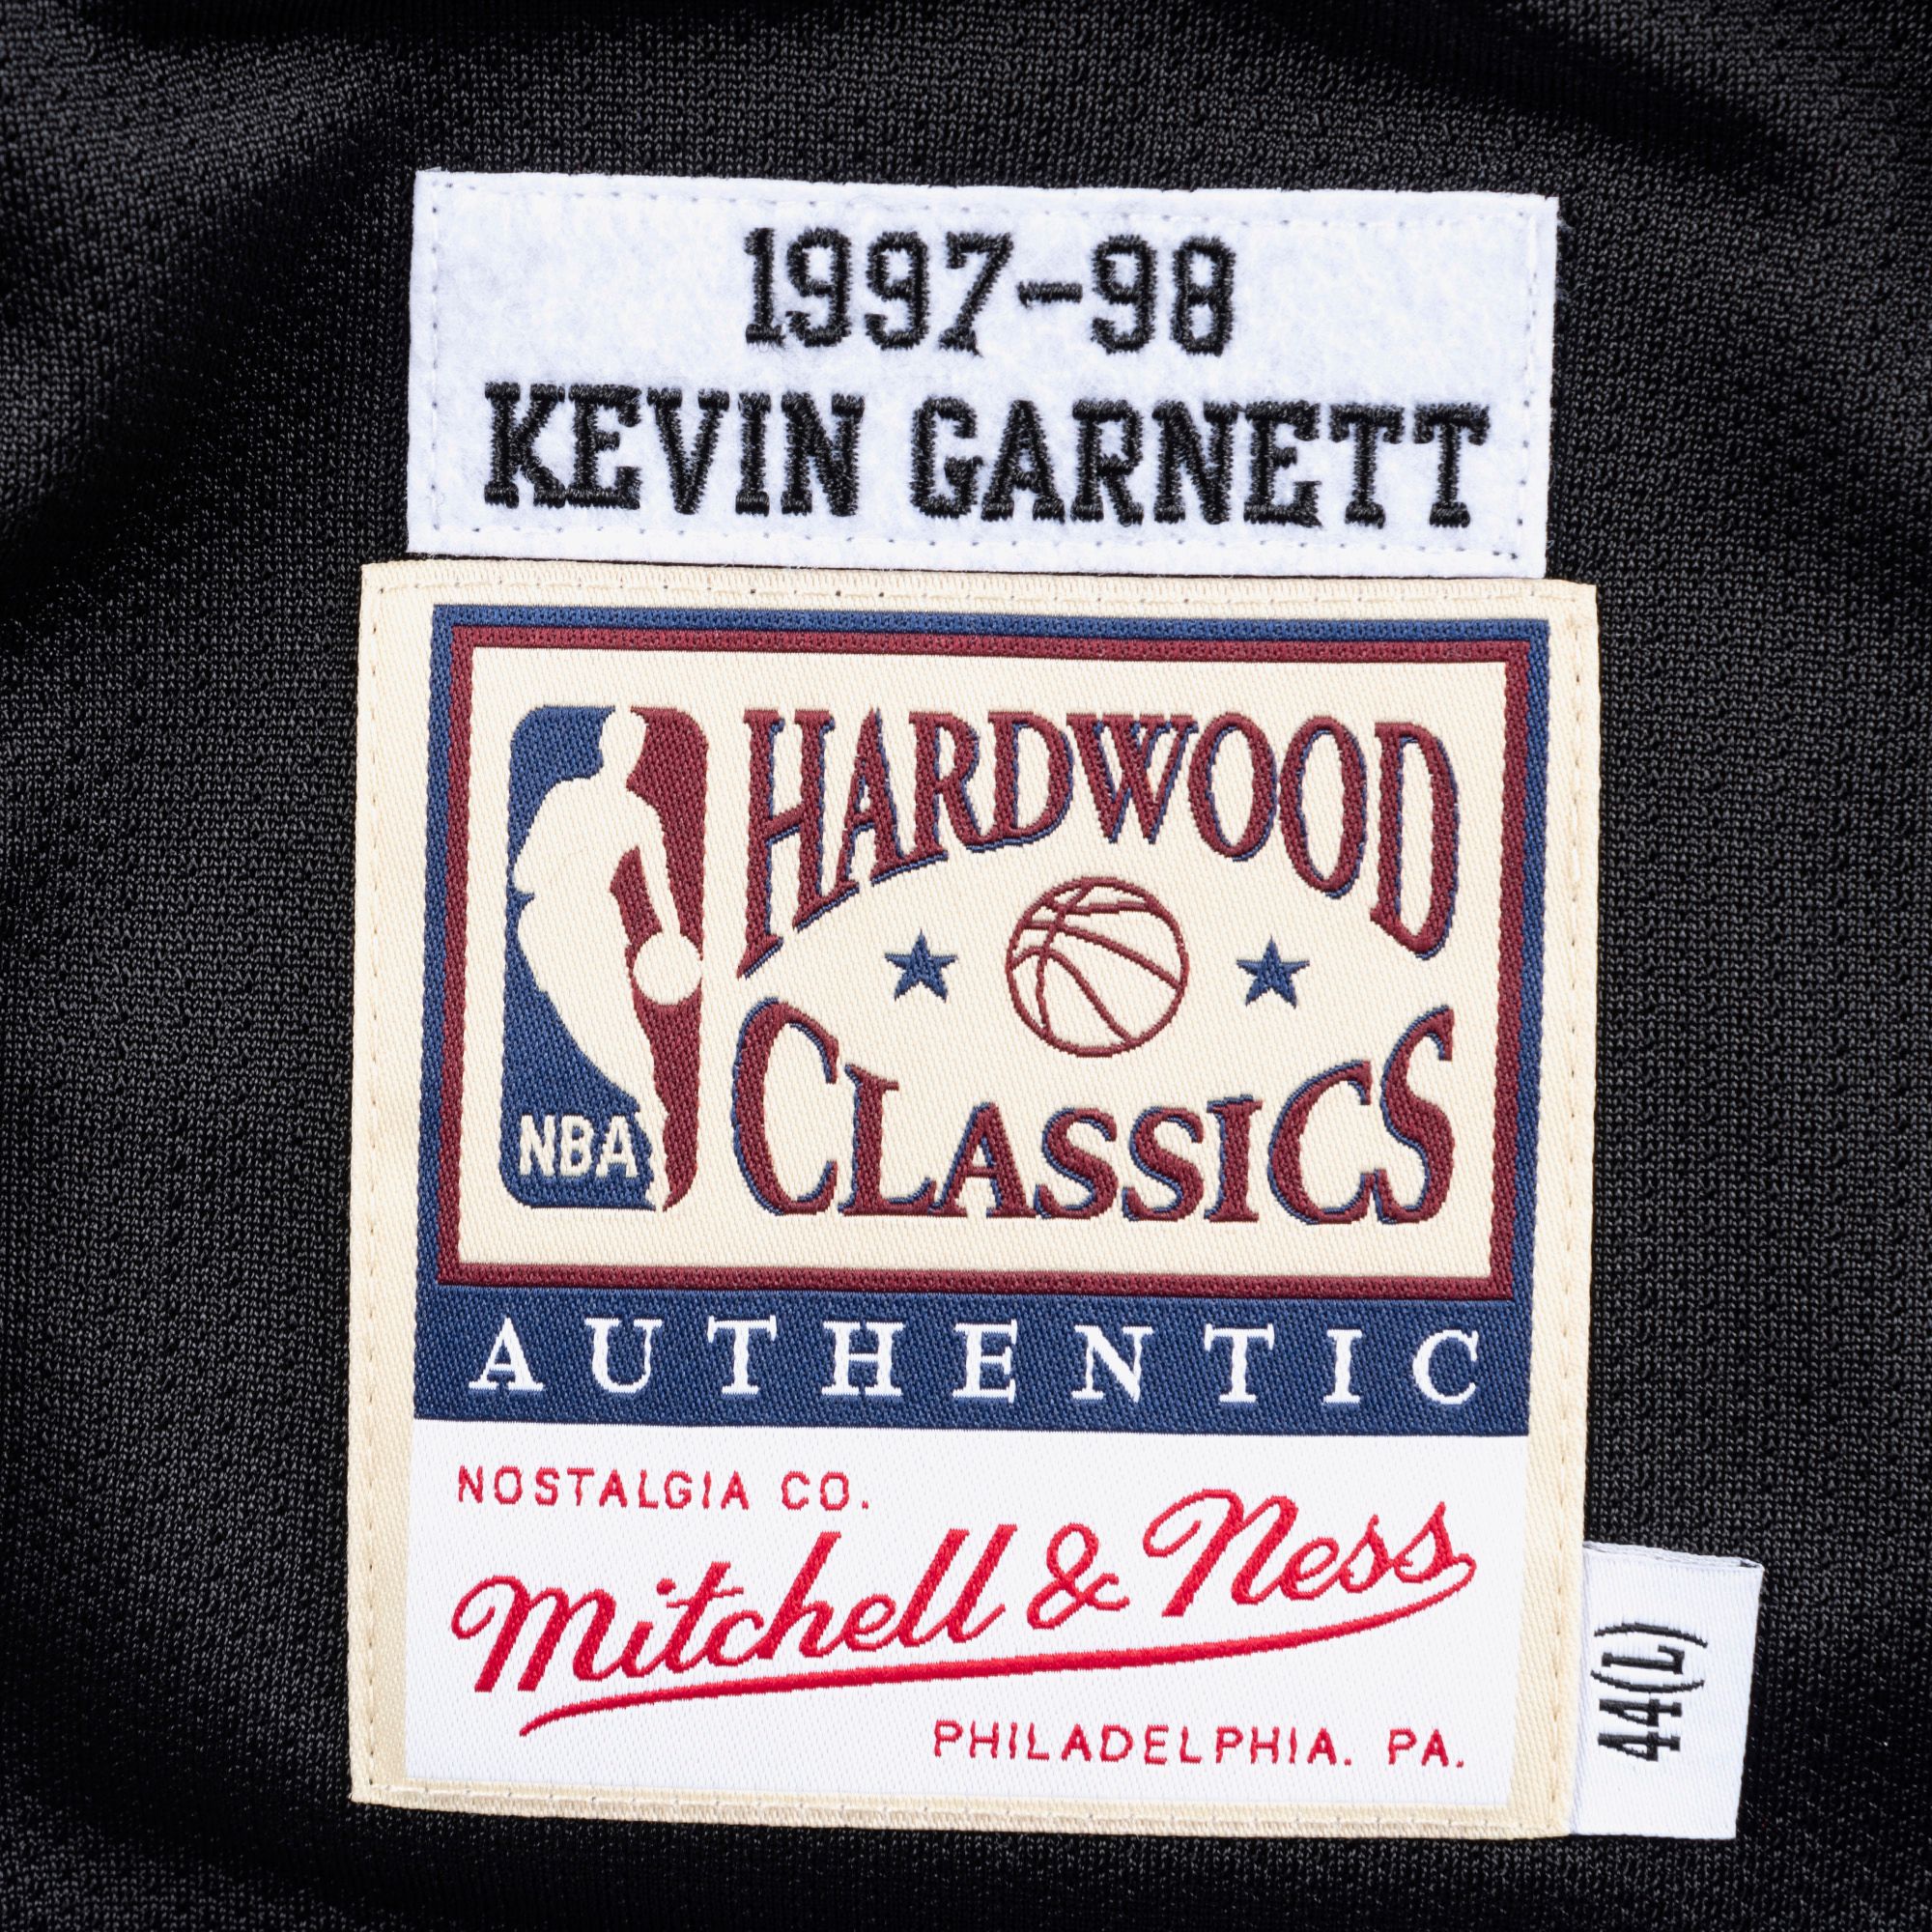 1997-98
KEVIN GARNETT
HARDWOOD
CLASSICS
NBA
AUTHENTIC
NOSTALGIA CO.
Mitchell & Ness
PHILADELPHIA. PA.
44(L)